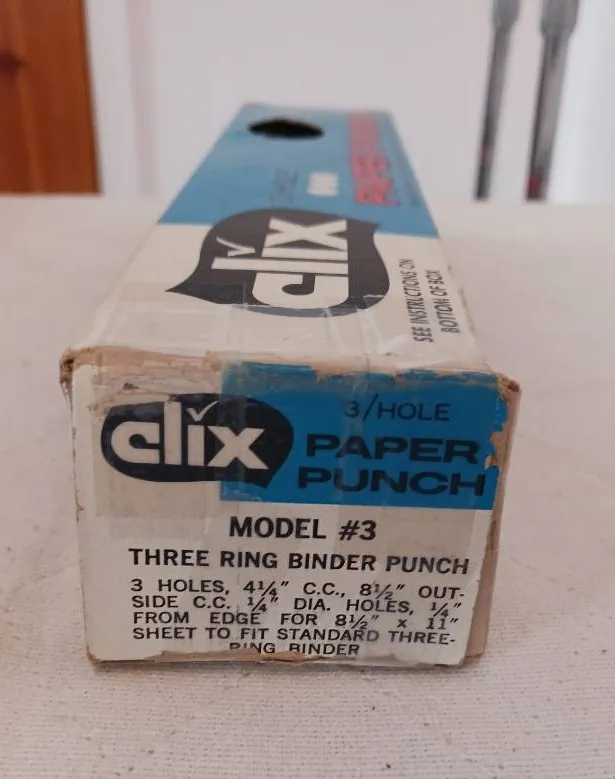 clix
SEE INSTRUCTIONS ON
BOTTOM OF BOX
clix
3/HOLE
PAPER
PUNCH
MODEL #3
THREE RING BINDER PUNCH
3 HOLES, 4¼" C.C., 8½" OUT-
SIDE C.C. ¼" DIA. HOLES, ¼"
FROM EDGE FOR 8½" x 11"
SHEET TO FIT STANDARD THREE-
RING BINDER